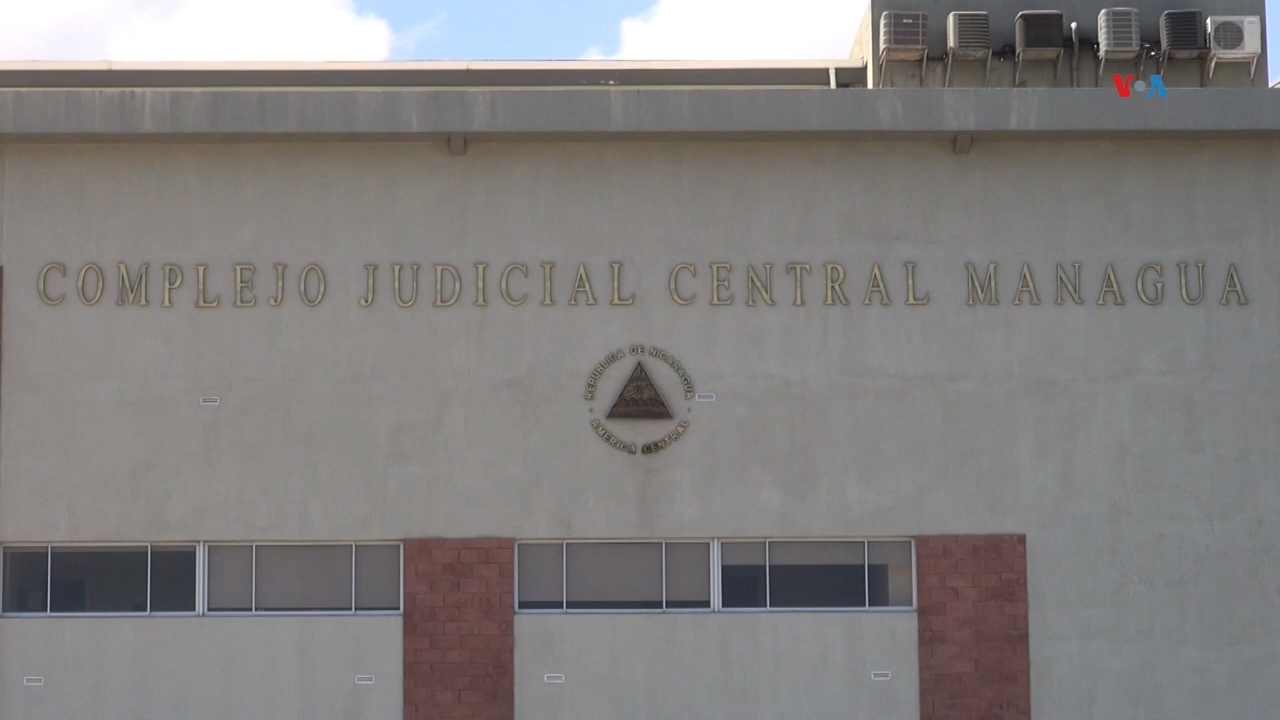 VOA
COMPLEJO JUDICIAL CENTRAL MANAGUA
REPUBLICA DE NICARAGUA
AMERICA CENTRAL